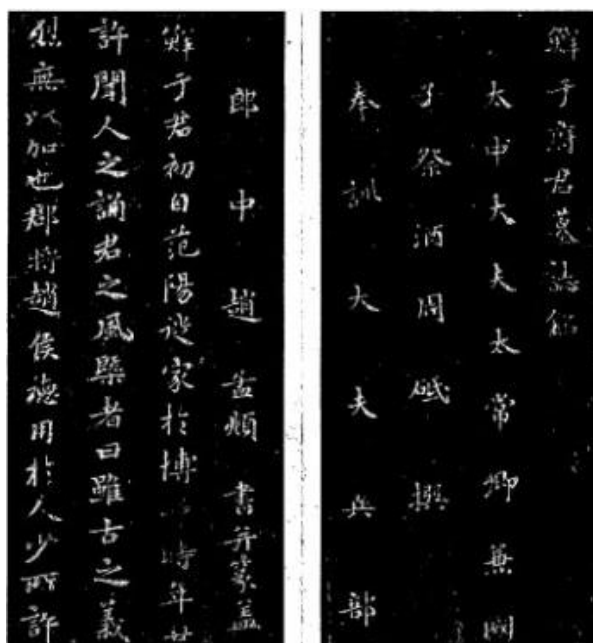 鮮于府君墓誌銘
太中大夫太常卿兼國
子祭酒周砥撰
奉訓大夫兵部
郎中趙孟頫書并篆蓋
鮮于君初自范陽徙家於博時年廿
許聞人之誦君之風槩者曰雖古之義
烈無以加也郡將趙侯德用於人少所許